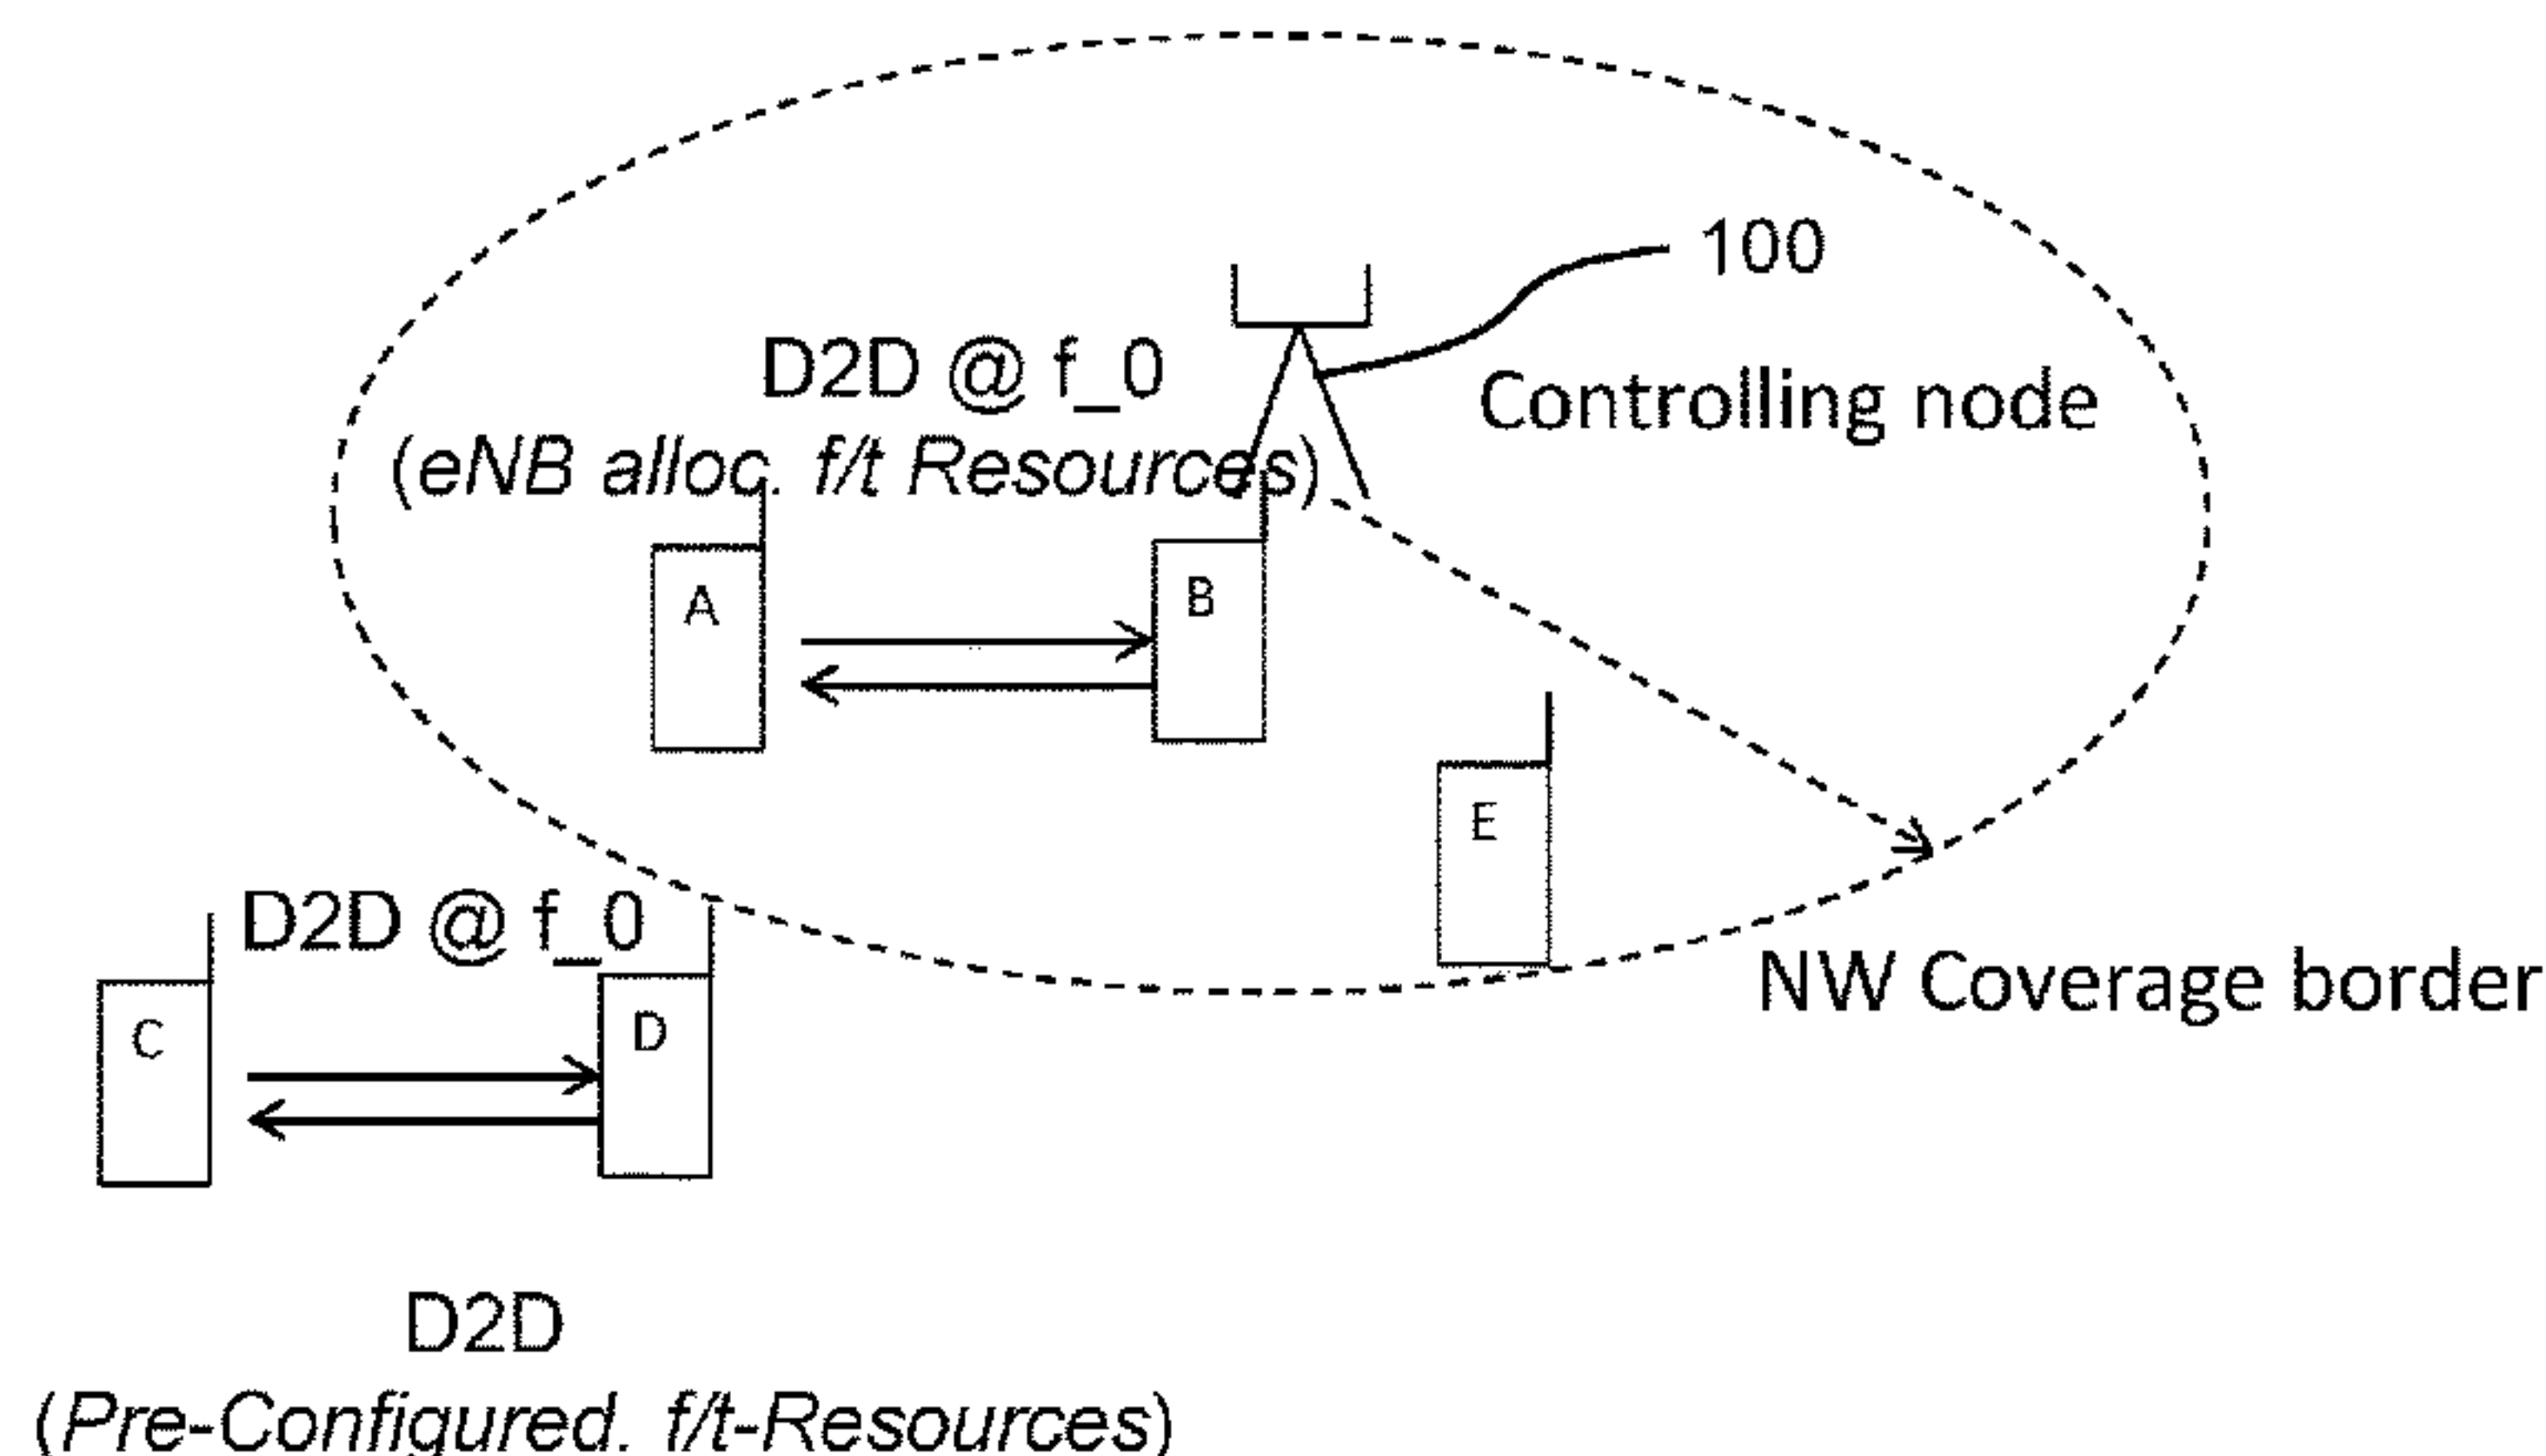 100
D2D @ f_0
Controlling node
(eNB alloc. f/t Resources)
A
B
E
D2D @ f_0
NW Coverage border
C
D
D2D
(Pre-Configured. f/t-Resources)